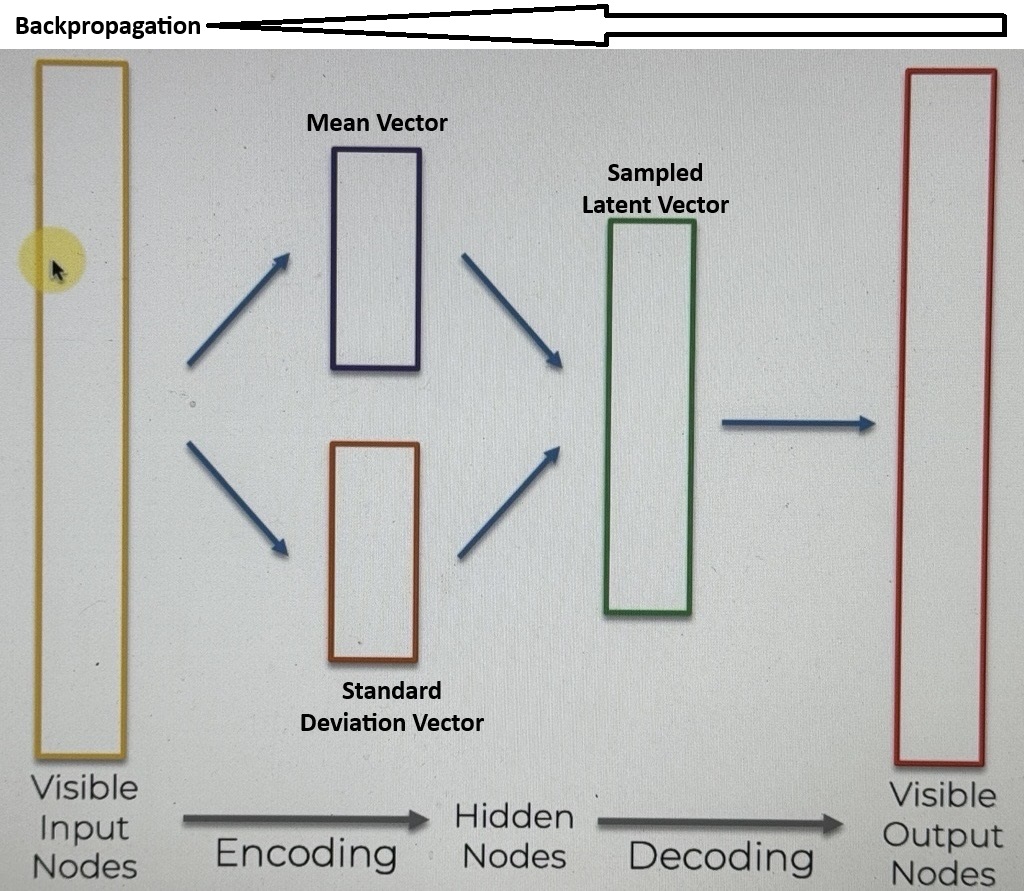 Backpropagation
Mean Vector
Sampled
Latent Vector
Standard
Deviation Vector
Visible
Input
Nodes
Encoding
Hidden
Nodes
Decoding
Visible
Output
Nodes